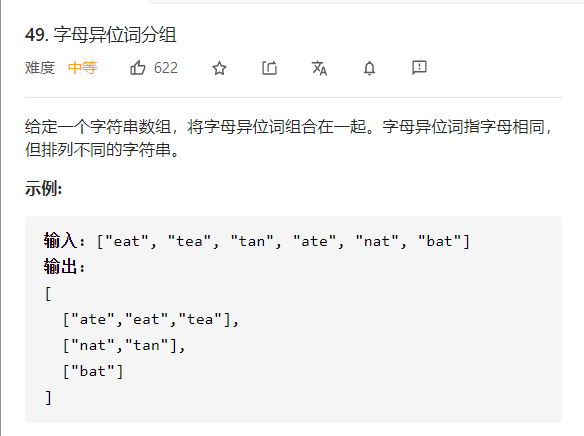 49. 字母异位词分组
难度 中等 622
给定一个字符串数组，将字母异位词组合在一起。字母异位词指字母相同，
但排列不同的字符串。
示例:
输入: ["eat", "tea", "tan", "ate", "nat", "bat"]
输出:
[
  ["ate","eat","tea"],
  ["nat","tan"],
  ["bat"]
]